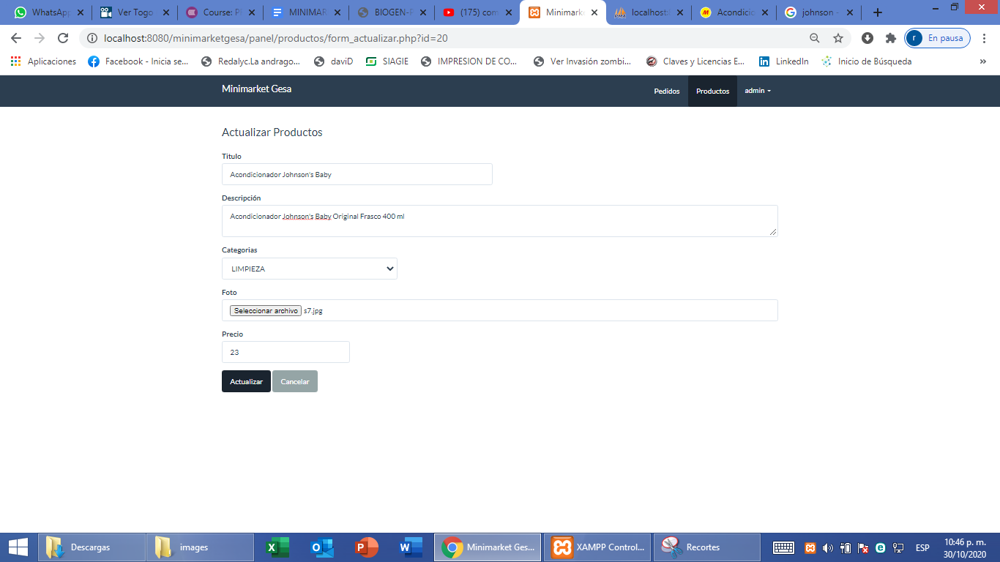 WhatsApp
Ver Togo
Course: P
MINIMAR
BIOGEN-
(175) com
Minimark
localhost:
Acondicio
johnson -
localhost:8080/minimarketgesa/panel/productos/form_actualizar.php?id=20
r
En pausa
Aplicaciones
Facebook - Inicia se...
Redalyc.La andrago...
daviD
SIAGIE
IMPRESION DE CO...
Ver Invasión zombi...
Claves y Licencias E...
LinkedIn
Inicio de Búsqueda
»
Minimarket Gesa
Pedidos
Productos
admin
Actualizar Productos
Titulo
Acondicionador Johnson's Baby
Descripción
Acondicionador Johnson's Baby Original Frasco 400 ml
Categorias
LIMPIEZA
Foto
Seleccionar archivo s7.jpg
Precio
23
Actualizar
Cancelar
Descargas
images
Minimarket Ges...
XAMPP Control...
Recortes
ESP
10:46 p. m.
30/10/2020